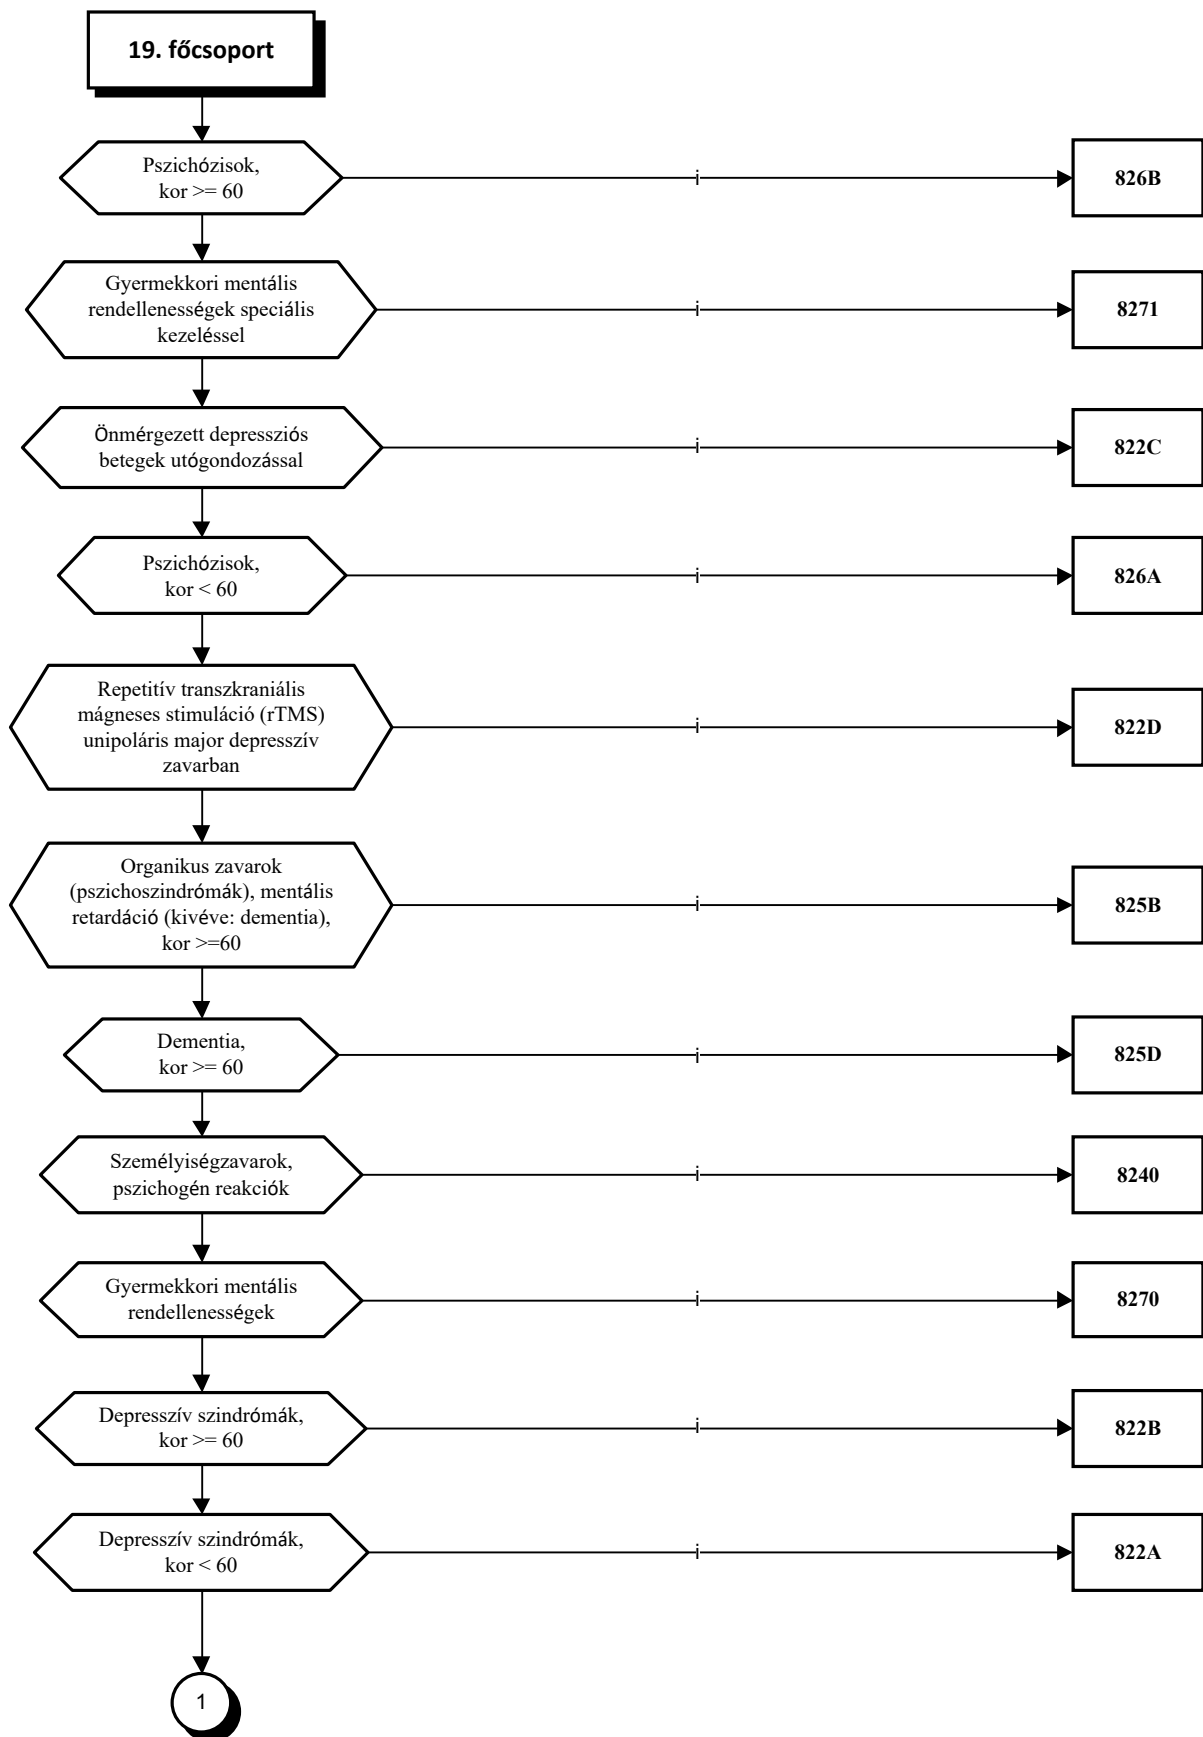 19. főcsoport
Pszichózisok,
kor >= 60
i
826B
Gyermekkori mentális
rendellenességek speciális
kezeléssel
i
8271
Önmérgezett depressziós
betegek utógondozással
i
822C
Pszichózisok,
kor < 60
i
826A
Repetitív transzkraniális
mágneses stimuláció (rTMS)
unipoláris major depresszív
zavarban
i
822D
Organikus zavarok
(pszichoszindrómák), mentális
retardáció (kivéve: dementia),
kor >=60
i
825B
Dementia,
kor >= 60
i
825D
Személyiségzavarok,
pszichogén reakciók
i
8240
Gyermekkori mentális
rendellenességek
i
8270
Depresszív szindrómák,
kor >= 60
i
822B
Depresszív szindrómák,
kor < 60
i
822A
1